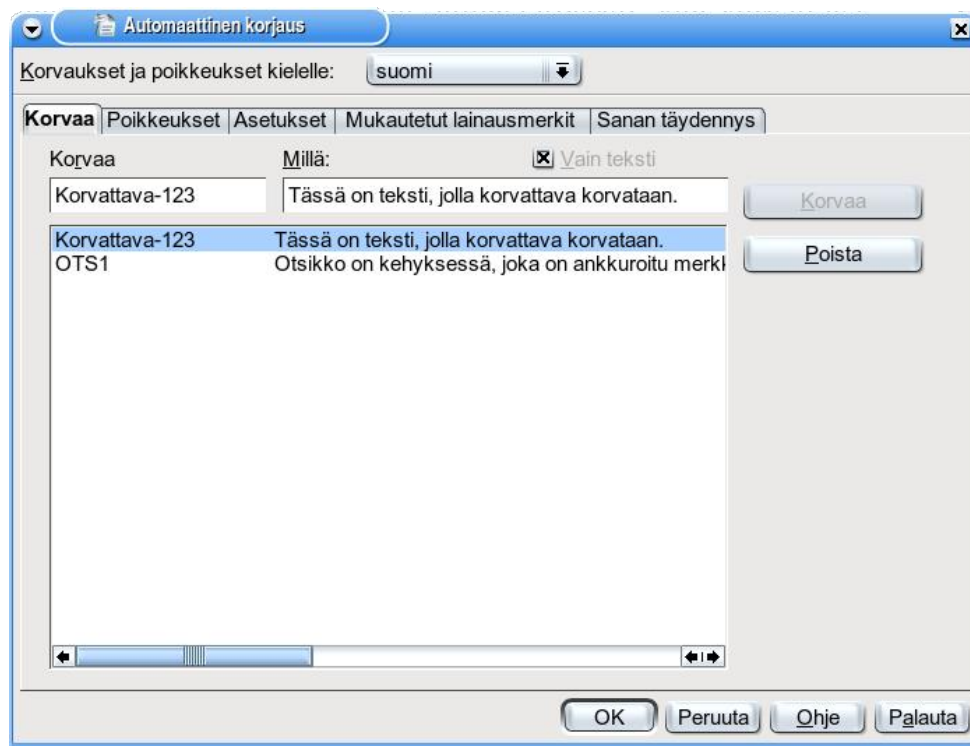 Automaattinen korjaus
Korvaukset ja poikkeukset kielelle: suomi
Korvaa Poikkeukset Asetukset Mukautetut lainausmerkit Sanan täydennys
Korvaa Millä: Vain teksti
Korvattava-123 Tässä on teksti, jolla korvattava korvataan. Korvaa
Korvattava-123 Tässä on teksti, jolla korvattava korvataan.
Poista
OTS1 Otsikko on kehyksessä, joka on ankkuroitu merkk
OK Peruuta Ohje Palauta